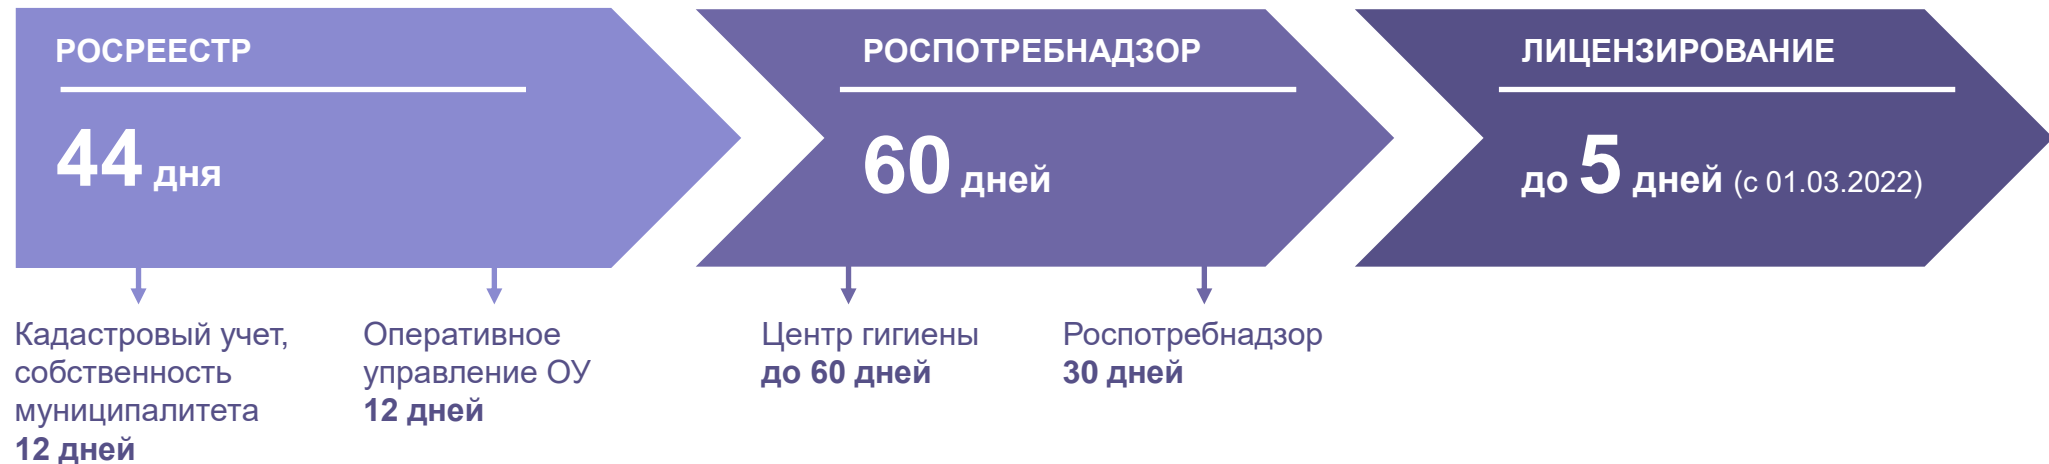 РОСРЕЕСТР
44 дня
Кадастровый учет,
собственность
муниципалитета
12 дней
Оперативное
управление ОУ
12 дней
РОСПОТРЕБНАДЗОР
60 дней
Центр гигиены
до 60 дней
Роспотребнадзор
30 дней
ЛИЦЕНЗИРОВАНИЕ
до 5 дней (с 01.03.2022)